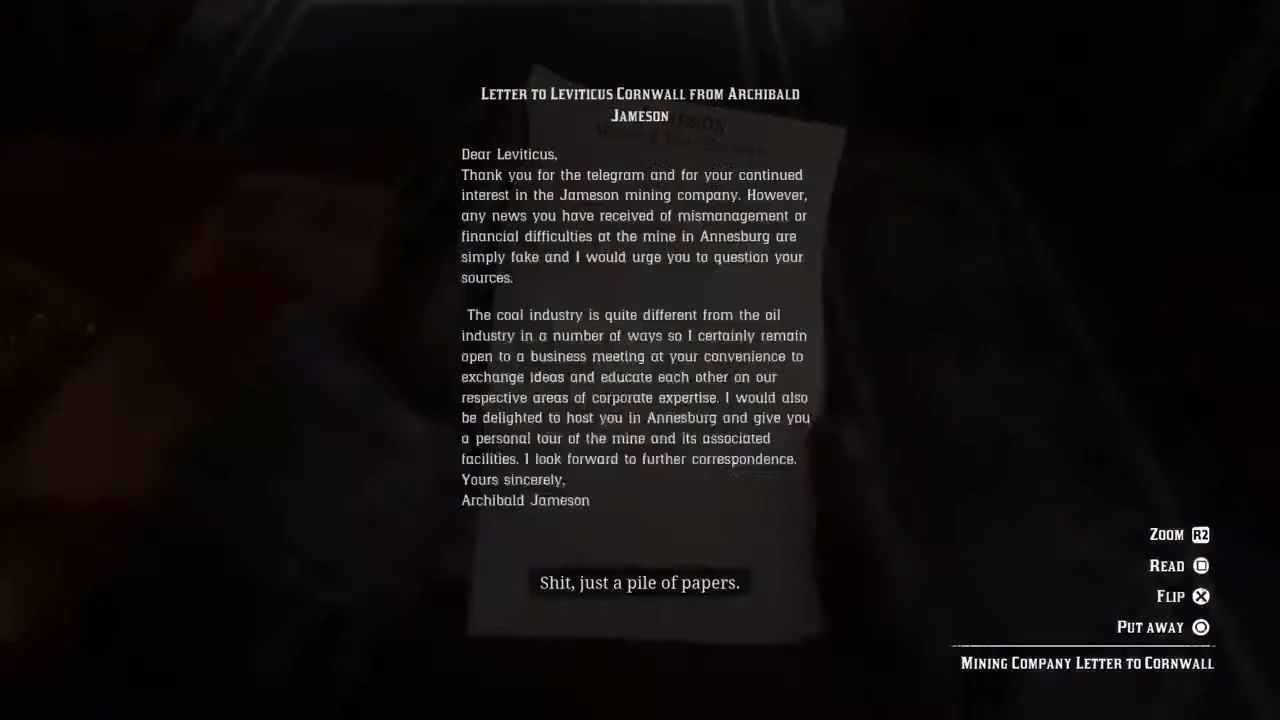 Letter to Leviticus Cornwall from Archibald
Jameson
Dear Leviticus,
Thank you for the telegram and for your continued
interest in the Jameson mining company. However,
any news you have received of mismanagement or
financial difficulties at the mine in Annesburg are
simply fake and I would urge you to question your
sources.
The coal industry is quite different from the oil
industry in a number of ways so I certainly remain
open to a business meeting at your convenience to
exchange ideas and educate each other on our
respective areas of corporate expertise. I would also
be delighted to host you in Annesburg and give you
a personal tour of the mine and its associated
facilities. I look forward to further correspondence.
Yours sincerely,
Archibald Jameson
Shit, just a pile of papers.
Zoom R2
Read
Flip
Put away
Mining Company Letter to Cornwall